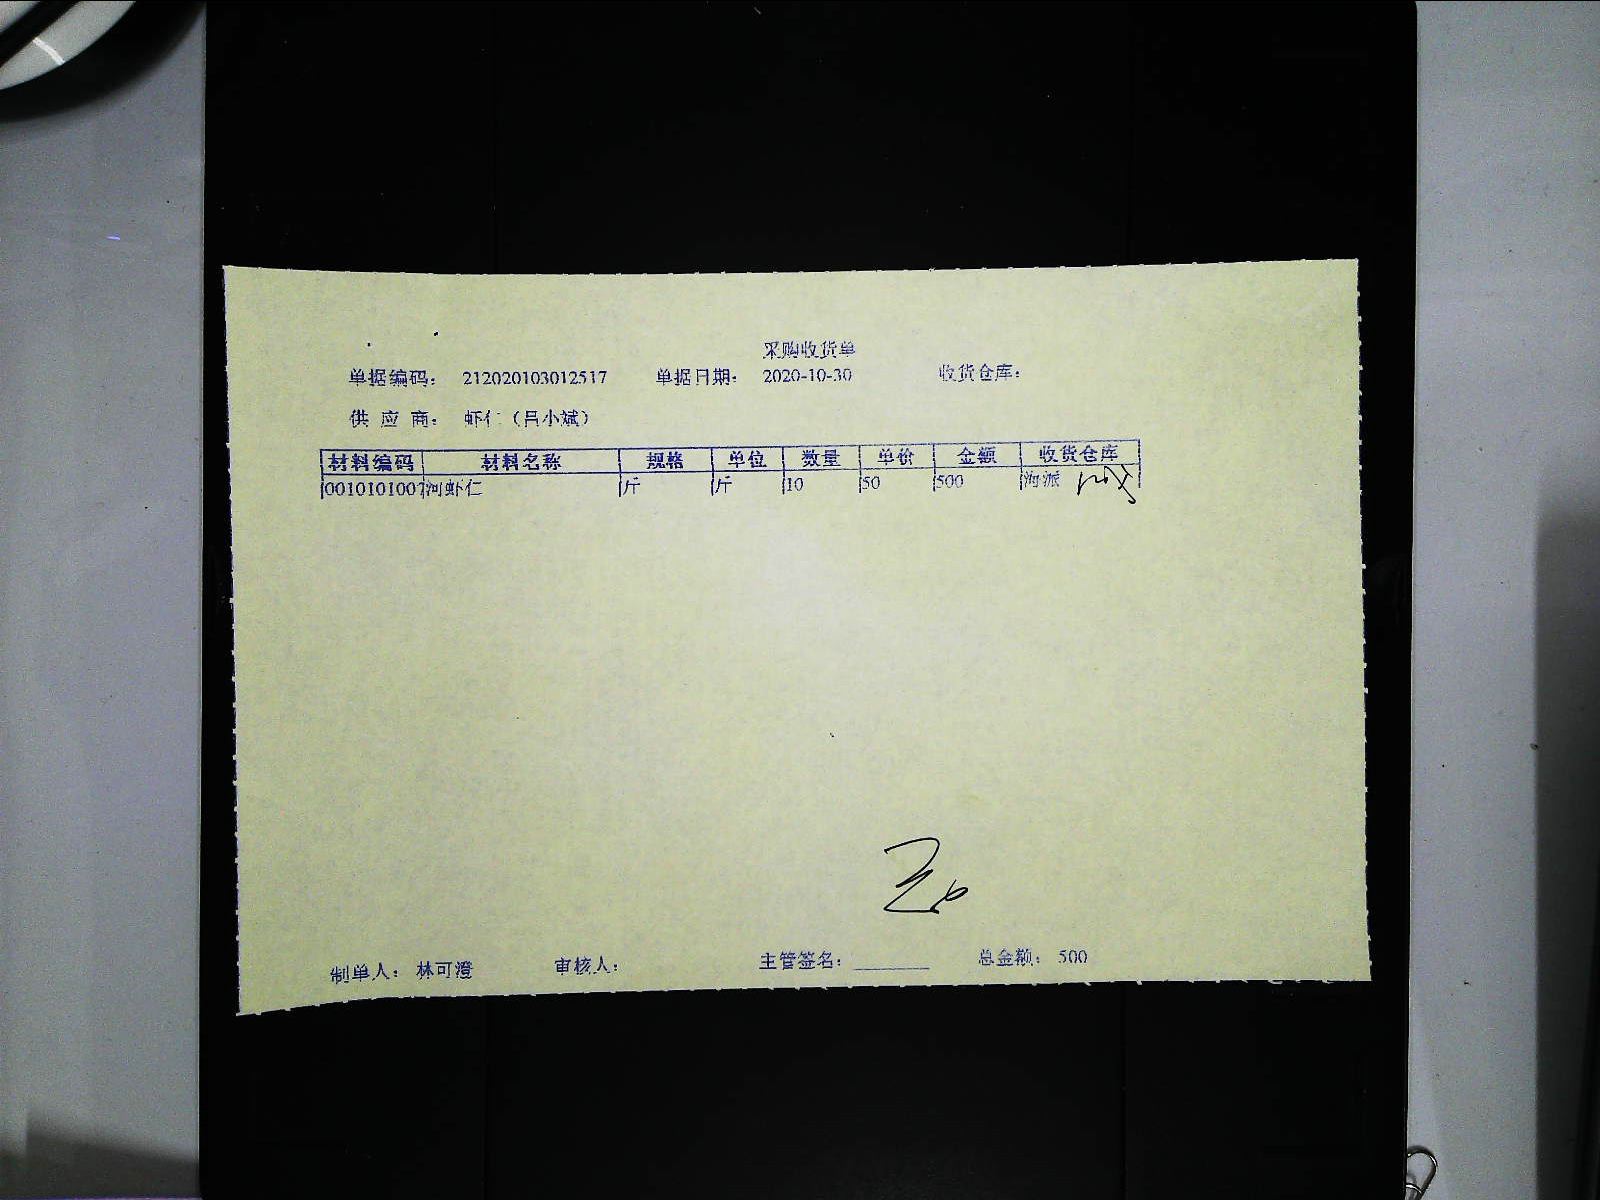 采购收货单
单据编码： 212020103012517 单据日期： 2020-10-30 收货仓库：
供 应 商： 虾仁（吕小斌）
材料编码 材料名称 规格 单位 数量 单价 金额 收货仓库
0010101007 河虾仁 斤 斤 10 50 500 海派
制单人： 林可澄 审核人： 主管签名： 总金额： 500